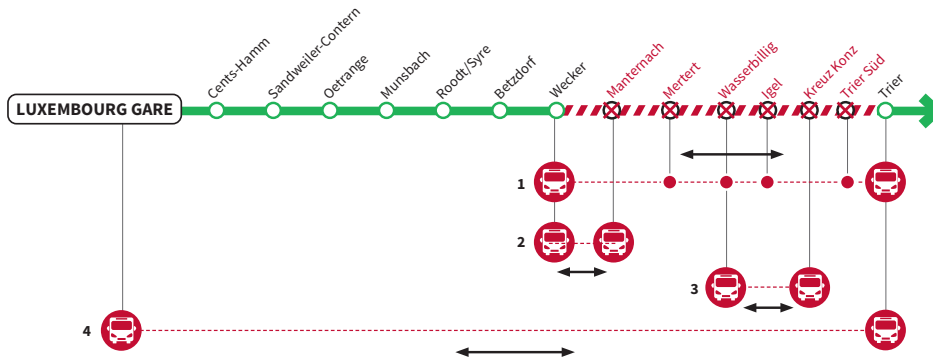 LUXEMBOURG GARE
Cents-Hamm
Sandweiler-Contern
Oetrange
Munsbach
Roodt/Syre
Betzdorf
Wecker
Manternach
Mertert
Wasserbillig
Igel
Kreuz Konz
Trier Süd
Trier
1
2
3
4